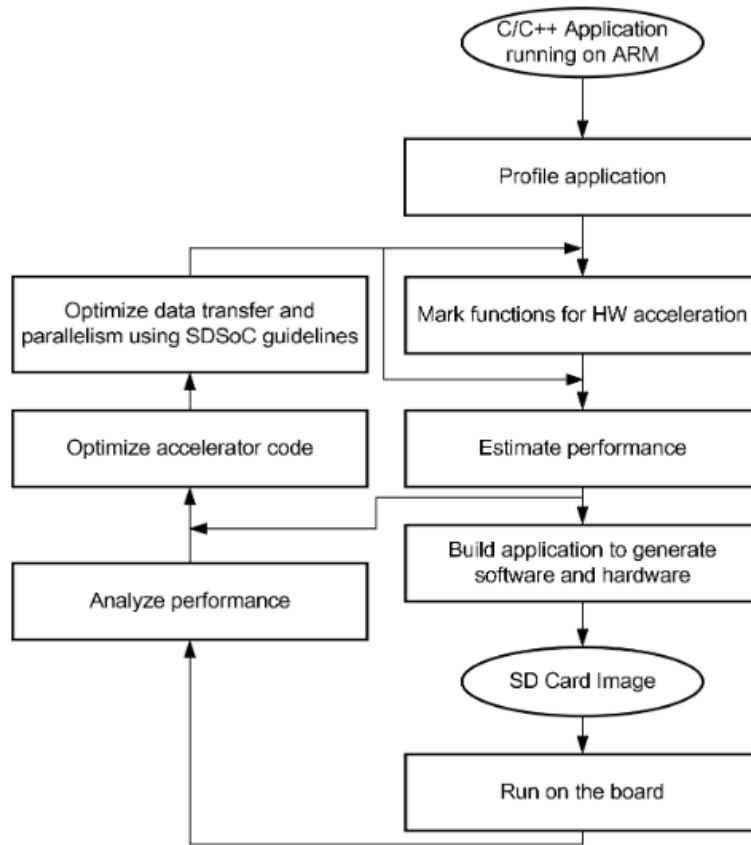 C/C++ Application
running on ARM
Profile application
Optimize data transfer and
parallelism using SDSoC guidelines
Mark functions for HW acceleration
Optimize accelerator code
Estimate performance
Build application to generate
software and hardware
Analyze performance
SD Card Image
Run on the board